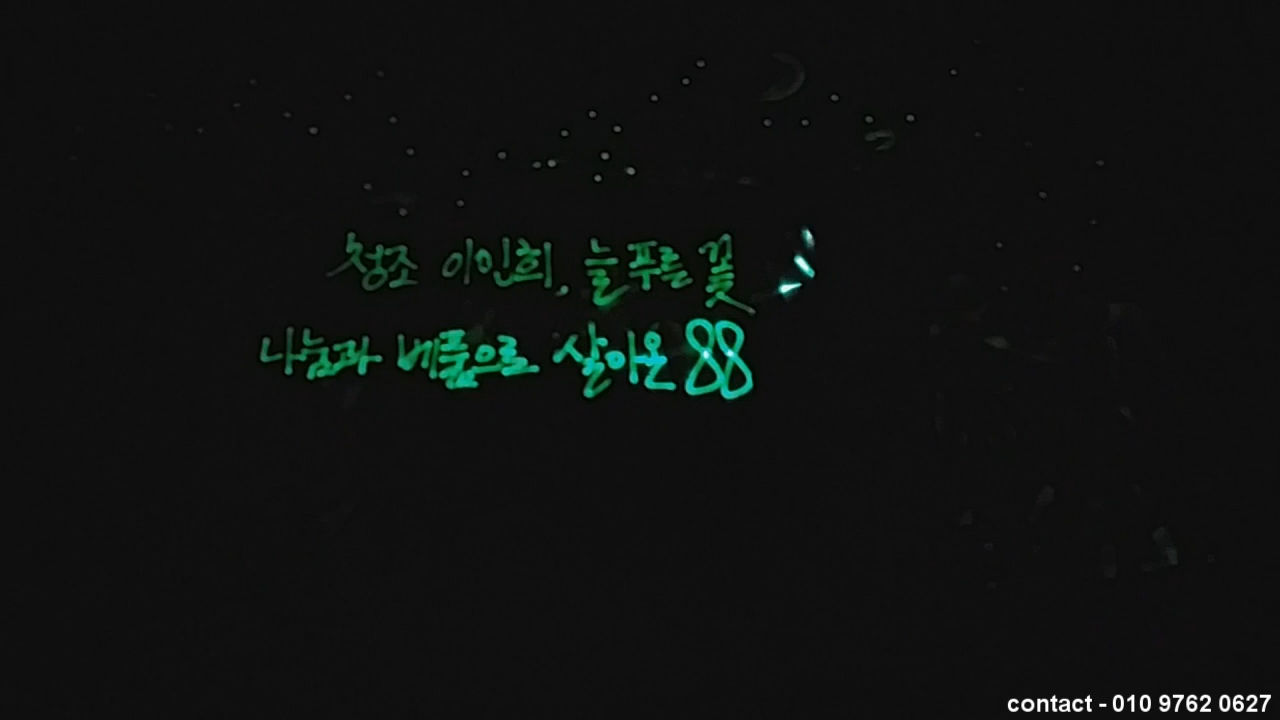 청조 이인희, 늘 푸른 꽃
나눔과 베풂으로 살아온 88
contact - 010 9762 0627